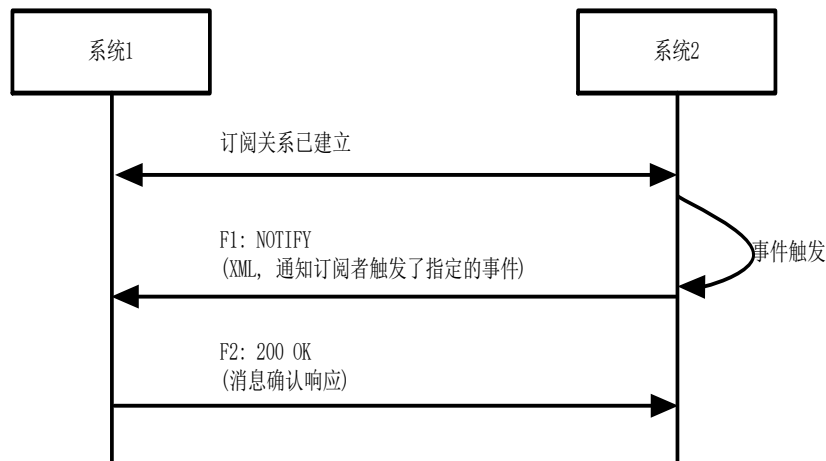 系统1
系统2
订阅关系已建立
事件触发
F1: NOTIFY
(XML, 通知订阅者触发了指定的事件)
F2: 200 OK
(消息确认响应)